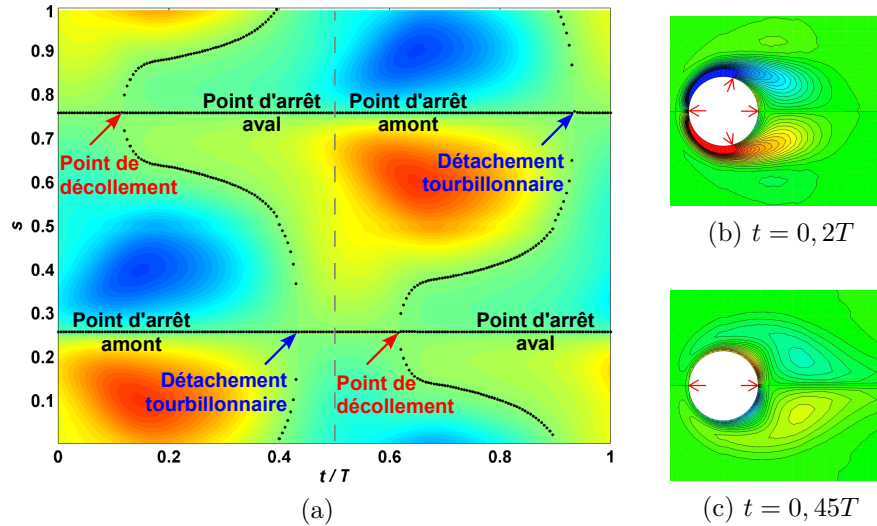 1
0.9
0.8
0.7
0.6
0.5
0.4
0.3
0.2
0.1
s
Point d'arrêt
aval
Point d'arrêt
amont
Point de
décollement
Détachement
tourbillonnaire
Point d'arrêt
amont
Point d'arrêt
aval
Détachement
tourbillonnaire
Point de
décollement
0
0.2
0.4
0.6
0.8
1
t / T
(a)
(b) t = 0, 2T
(c) t = 0, 45T